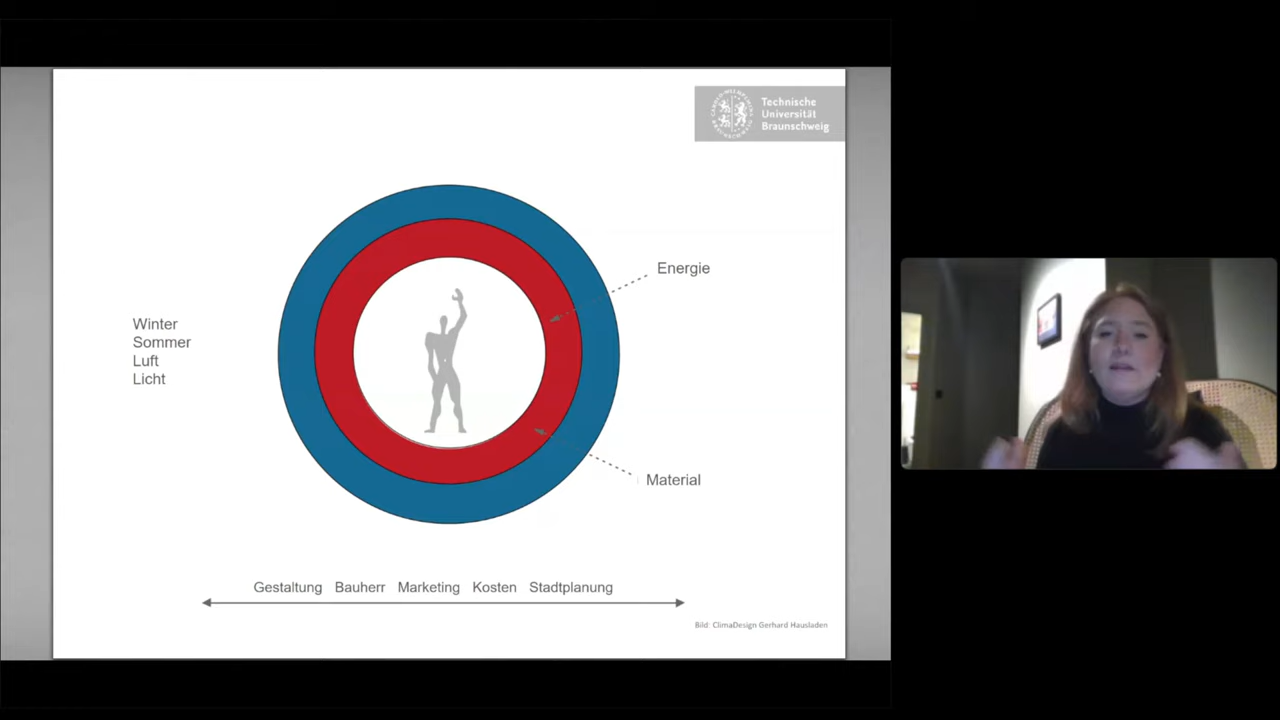 Technische
Universität
Braunschweig
Energie
Winter
Sommer
Luft
Licht
Material
Gestaltung Bauherr Marketing Kosten Stadtplanung
Bild: ClimaDesign Gerhard Hausladen